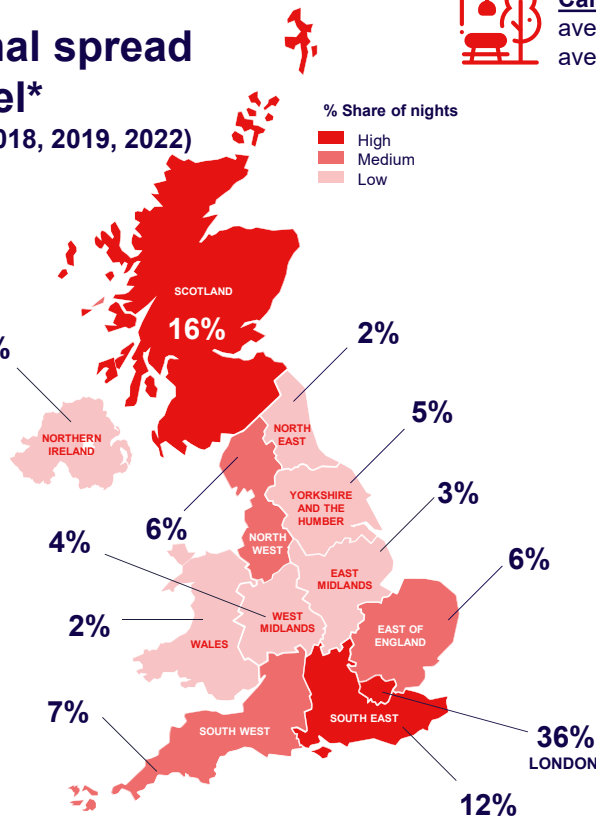 nal spread
el*
018, 2019, 2022)
Car
ave
ave
% Share of nights
High
Medium
Low
SCOTLAND
16%
2%
%
NORTHERN
IRELAND
NORTH
EAST
5%
YORKSHIRE
AND THE
HUMBER
3%
6%
NORTH
WEST
4%
EAST
MIDLANDS
6%
2%
WALES
WEST
MIDLANDS
EAST OF
ENGLAND
7%
SOUTH WEST
SOUTH EAST
36%
LONDON
12%